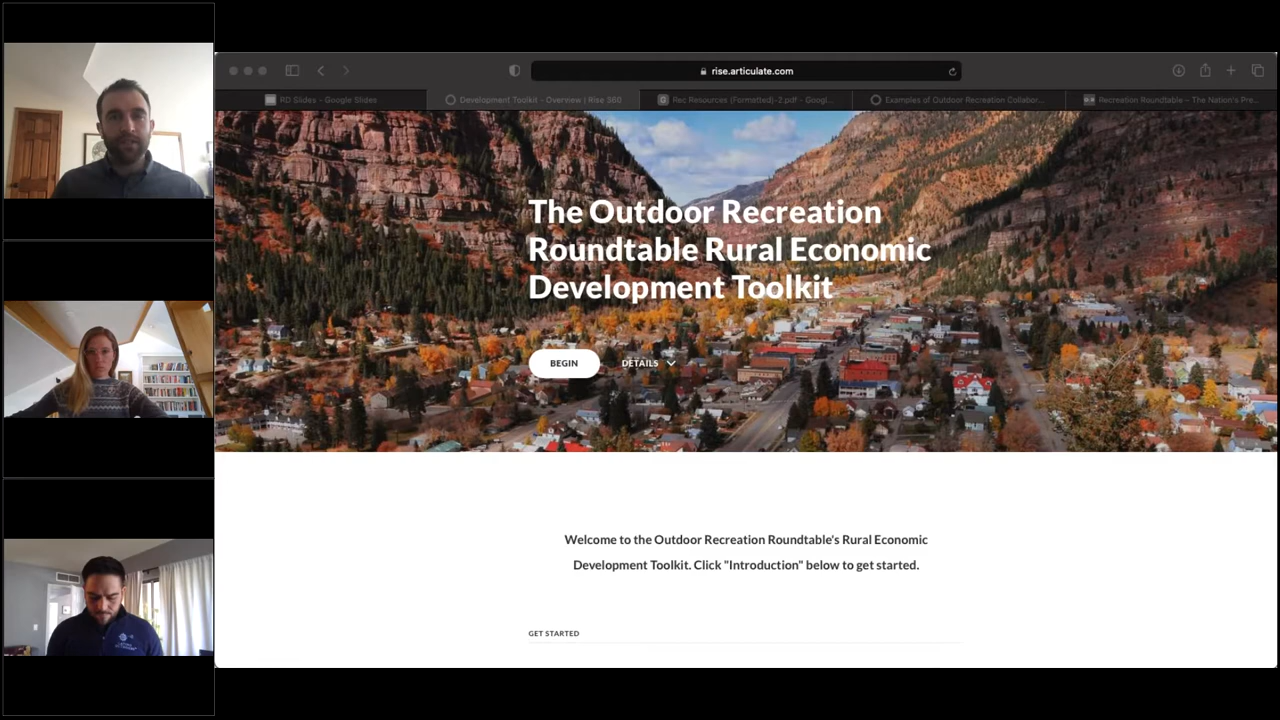 rise.articulate.com
RD Slides – Google Slides
Development Toolkit - Overview | Rise 360
Rec Resources (Formatted)-2.pdf - Googl...
Examples of Outdoor Recreation Collabor...
Recreation Roundtable – The Nation's Pre...
The Outdoor Recreation
Roundtable Rural Economic
Development Toolkit
BEGIN
DETAILS
Welcome to the Outdoor Recreation Roundtable's Rural Economic
Development Toolkit. Click "Introduction" below to get started.
GET STARTED